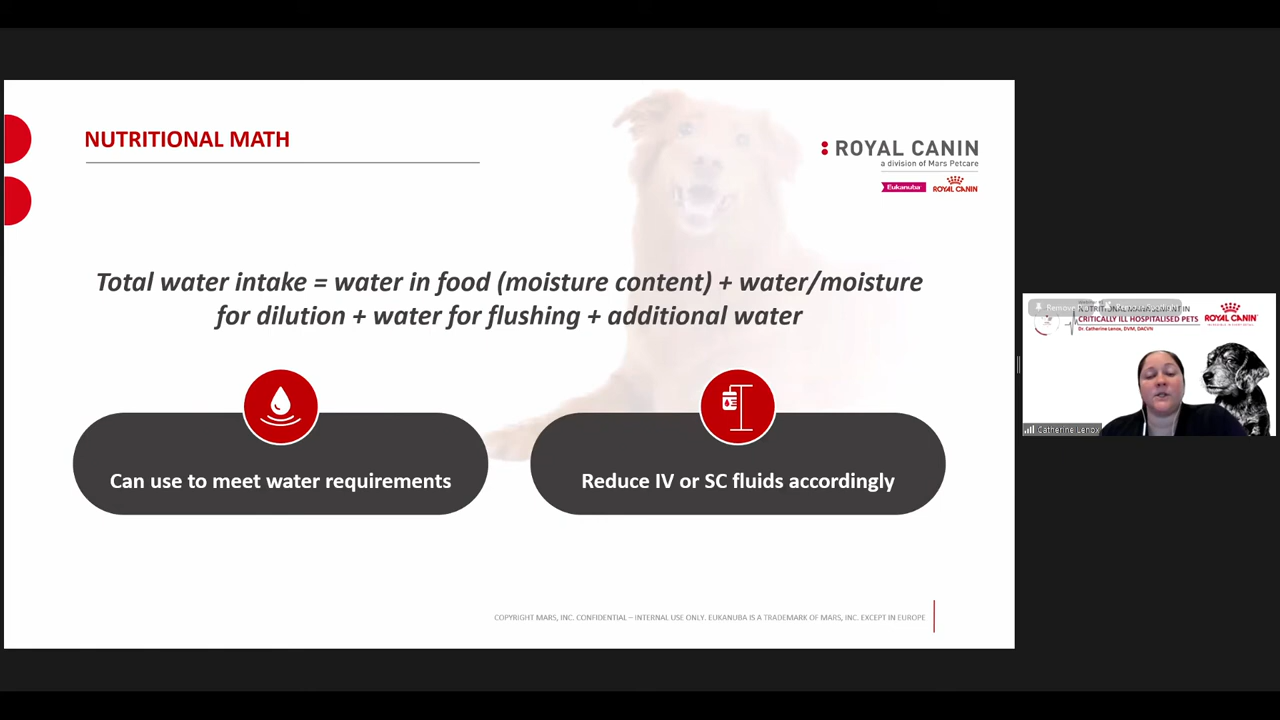 NUTRITIONAL MATH
ROYAL CANIN
a division of Mars Petcare
Eukanuba
ROYAL CANIN
Total water intake = water in food (moisture content) + water/moisture
for dilution + water for flushing + additional water
Can use to meet water requirements
Reduce IV or SC fluids accordingly
COPYRIGHT MARS, INC. CONFIDENTIAL – INTERNAL USE ONLY. EUKANUBA IS A TRADEMARK OF MARS, INC. EXCEPT IN EUROPE
NUTRITIONAL MANAGEMENT IN
CRITICALLY ILL HOSPITALISED PETS
Dr. Catherine Lenox, DVM, DACVN
ROYAL CANIN
Catherine Lenox